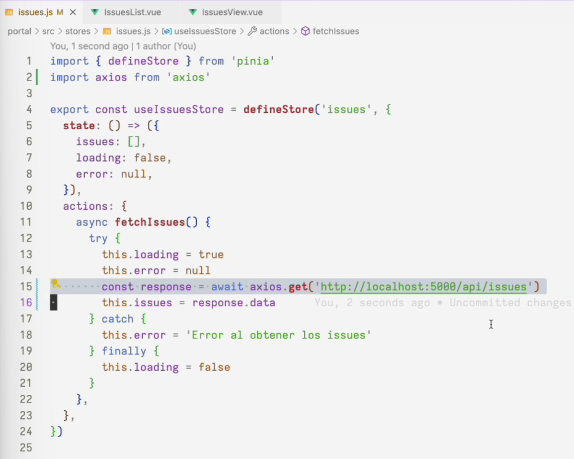 issues.js M × IssuesList.vue IssuesView.vue
portal > src > stores > issues.js > useIssuesStore > actions > fetchIssues
You, 1 second ago | 1 author (You)
1 import { defineStore } from 'pinia'
2 import axios from 'axios'
3
4 export const useIssuesStore = defineStore('issues', {
5 state: () => ({
6 issues: [],
7 loading: false,
8 error: null,
9 }),
10 actions: {
11 async fetchIssues() {
12 try {
13 this.loading = true
14 this.error = null
15 const response = await axios.get('http://localhost:5000/api/issues')
16 this.issues = response.data You, 2 seconds ago • Uncommitted changes
17 } catch {
18 this.error = 'Error al obtener los issues'
19 } finally {
20 this.loading = false
21 }
22 },
23 },
24 })
25